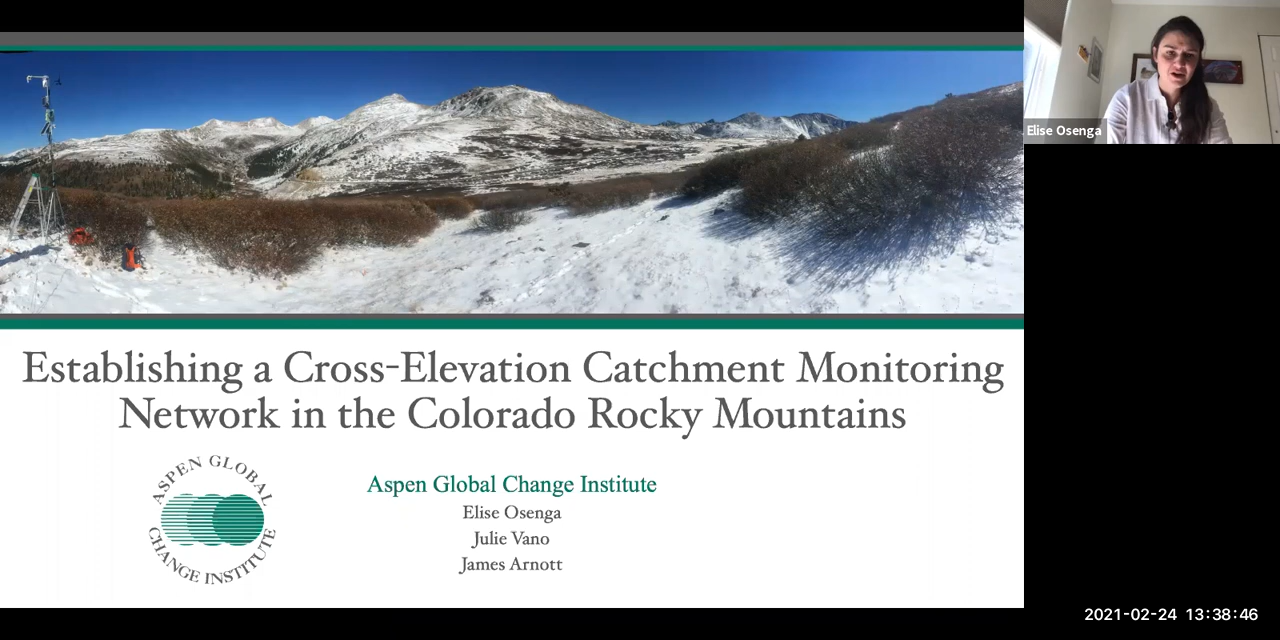 Elise Osenga
Establishing a Cross-Elevation Catchment Monitoring
Network in the Colorado Rocky Mountains
ASPEN GLOBAL
CHANGE INSTITUTE
Aspen Global Change Institute
Elise Osenga
Julie Vano
James Arnott
2021-02-24 13:38:46